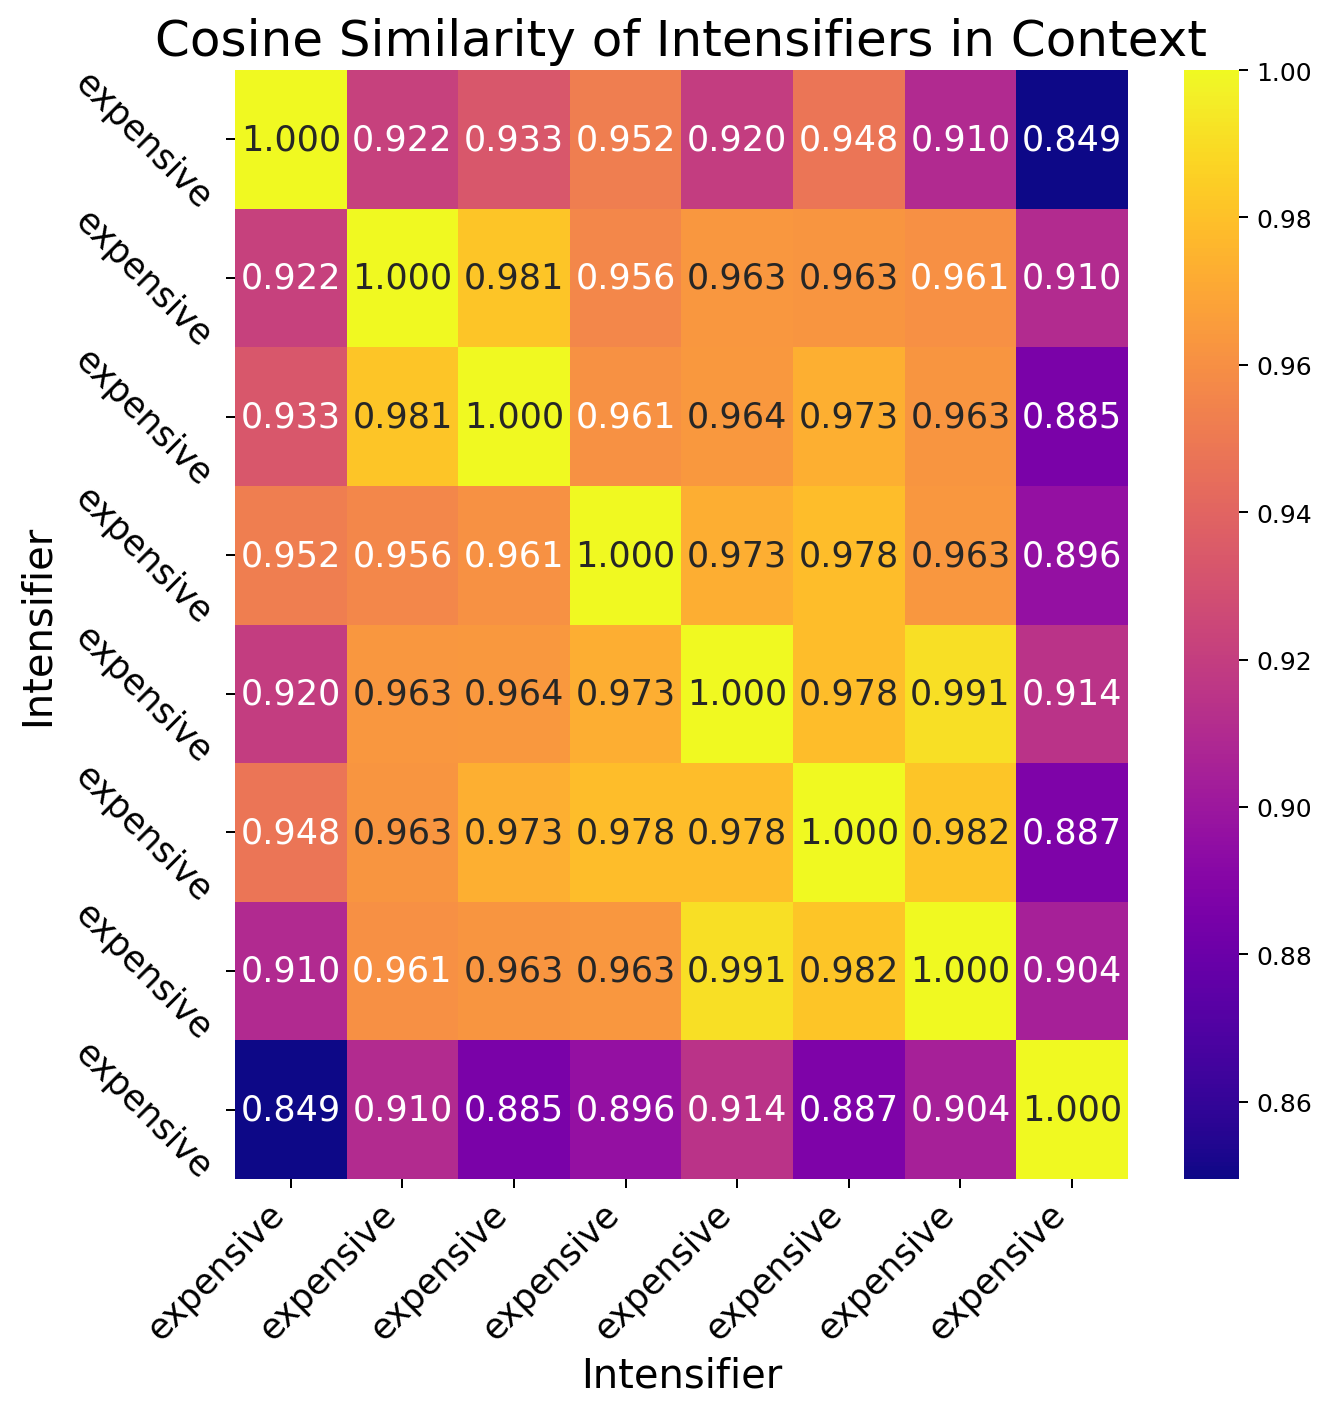 Cosine Similarity of Intensifiers in Context
expensive 1.000 0.922 0.933 0.952 0.920 0.948 0.910 0.849
expensive 0.922 1.000 0.981 0.956 0.963 0.963 0.961 0.910
expensive 0.933 0.981 1.000 0.961 0.964 0.973 0.963 0.885
expensive 0.952 0.956 0.961 1.000 0.973 0.978 0.963 0.896
expensive 0.920 0.963 0.964 0.973 1.000 0.978 0.991 0.914
expensive 0.948 0.963 0.973 0.978 0.978 1.000 0.982 0.887
expensive 0.910 0.961 0.963 0.963 0.991 0.982 1.000 0.904
expensive 0.849 0.910 0.885 0.896 0.914 0.887 0.904 1.000
expensive expensive expensive expensive expensive expensive expensive expensive
Intensifier
Intensifier
1.00
0.98
0.96
0.94
0.92
0.90
0.88
0.86